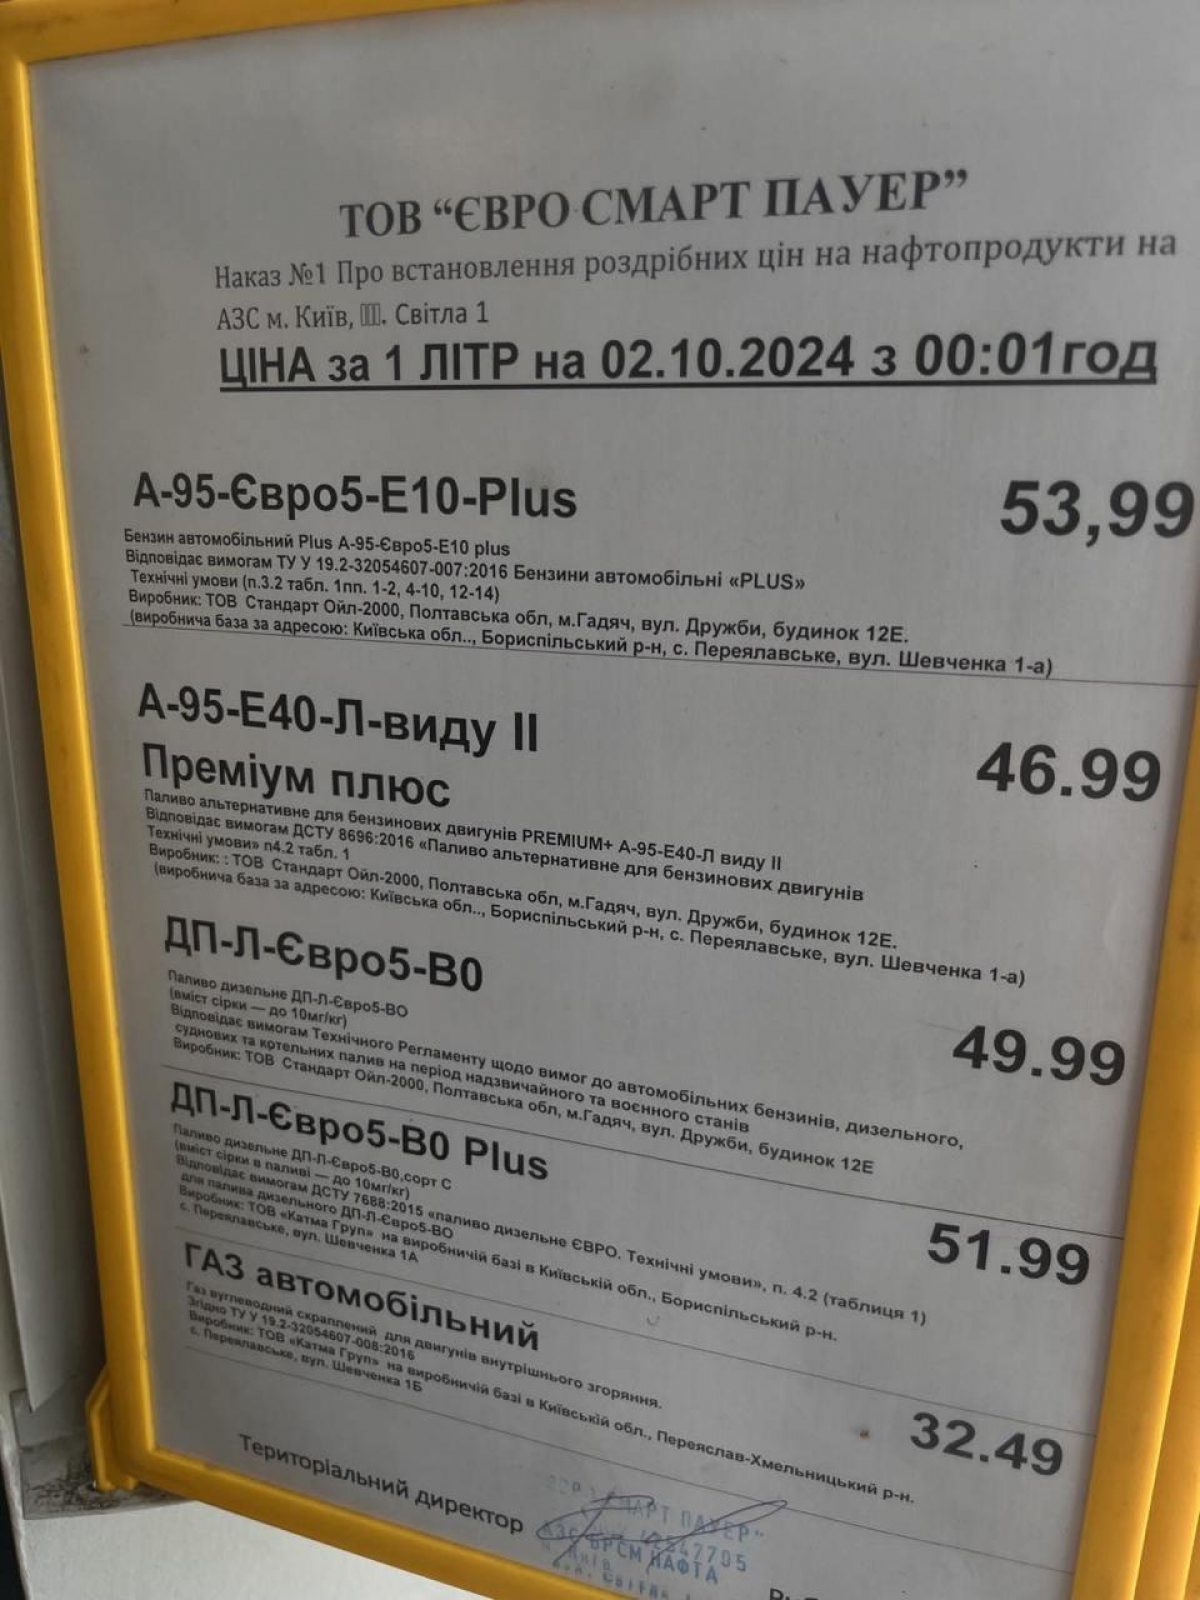 ТОВ “ЄВРО СМАРТ ПАУЕР”
Наказ №1 Про встановлення роздрібних цін на нафтопродукти на
АЗС м. Київ, . Світла 1
ЦІНА за 1 ЛІТР на 02.10.2024 з 00:01год
А-95-Євро5-Е10-Plus 53,99
Бензин автомобільний Plus А-95-Євро5-Е10 plus
Відповідає вимогам ТУ У 19.2-32054607-007:2016 Бензини автомобільні «PLUS»
Технічні умови (п.3.2 табл. 1пп. 1-2, 4-10, 12-14)
Виробник: ТОВ Стандарт Ойл-2000, Полтавська обл, м.Гадяч, вул. Дружби, будинок 12Е.
(виробнича база за адресою: Київська обл.., Бориспільський р-н, с. Переялавське, вул. Шевченка 1-а)
А-95-Е40-Л-виду II 46.99
Преміум плюс
Паливо альтернативне для бензинових двигунів PREMIUM+ А-95-Е40-Л виду II
Відповідає вимогам ДСТУ 8696:2016 «Паливо альтернативне для бензинових двигунів
Технічні умови» п4.2 табл. 1
Виробник: : ТОВ Стандарт Ойл-2000, Полтавська обл, м.Гадяч, вул. Дружби, будинок 12Е.
(виробнича база за адресою: Київська обл.., Бориспільський р-н, с. Переялавське, вул. Шевченка 1-а)
ДП-Л-Євро5-В0 49.99
Паливо дизельне ДП-Л-Євро5-ВО
(вміст сірки — до 10мг/кг)
Відповідає вимогам Технічного Регламенту щодо вимог до автомобільних бензинів, дизельного,
суднових та котельних палив на період надзвичайного та воєнного станів
Виробник: ТОВ Стандарт Ойл-2000, Полтавська обл, м.Гадяч, вул. Дружби, будинок 12Е
ДП-Л-Євро5-В0 Plus 51.99
Паливо дизельне ДП-Л-Євро5-В0,сорт С
(вміст сірки в паливі — до 10мг/кг)
Відповідає вимогам ДСТУ 7688:2015 «паливо дизельне ЄВРО. Технічні умови», п. 4.2 (таблиця 1)
для палива дизельного ДП-Л-Євро5-ВО
Виробник: ТОВ «Катма Груп» на виробничій базі в Київській обл., Бориспільський р-н.
с. Переялавське, вул. Шевченка 1А
ГАЗ автомобільний 32.49
Газ вуглеводний скраплений для двигунів внутрішнього згоряння.
Згідно ТУ У 19.2-32054607-008:2016
Виробник: ТОВ «Катма Груп» на виробничій базі в Київській обл., Переяслав-Хмельницький р-н.
с. Переялавське, вул. Шевченка 1Б
Територіальний директор
СМАРТ ПАУЕР"
АЗС БРСМ НАФТА